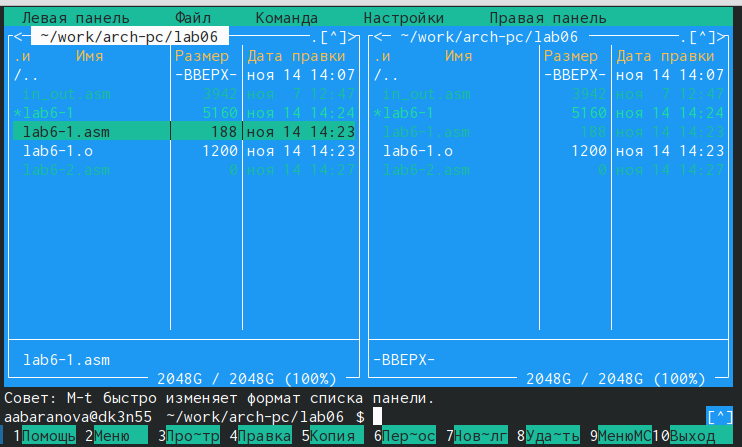 Левая панель Файл Команда Настройки Правая панель
<─ ~/work/arch-pc/lab06 ─.[^]> <─ ~/work/arch-pc/lab06 ─.[^]>
.и Имя Размер Дата правки .и Имя Размер Дата правки
/.. -ВВЕРХ- ноя 14 14:07 /.. -ВВЕРХ- ноя 14 14:07
in_out.asm 3942 ноя 7 12:47 in_out.asm 3942 ноя 7 12:47
*lab6-1 5160 ноя 14 14:24 *lab6-1 5160 ноя 14 14:24
lab6-1.asm 188 ноя 14 14:23 lab6-1.asm 188 ноя 14 14:23
lab6-1.o 1200 ноя 14 14:23 lab6-1.o 1200 ноя 14 14:23
lab6-2.asm 0 ноя 14 14:27 lab6-2.asm 0 ноя 14 14:27
lab6-1.asm -ВВЕРХ-
2048G / 2048G (100%) 2048G / 2048G (100%)
Совет: M-t быстро изменяет формат списка панели.
aabaranova@dk3n55 ~/work/arch-pc/lab06 $ [^]
1Помощь 2Меню 3Про~тр 4Правка 5Копия 6Пер~ос 7Нов~лг 8Уда~ть 9МенюMC 10Выход